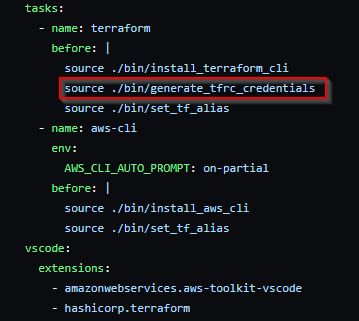 tasks:
  - name: terraform
    before: |
      source ./bin/install_terraform_cli
      source ./bin/generate_tfrc_credentials
      source ./bin/set_tf_alias
  - name: aws-cli
    env:
      AWS_CLI_AUTO_PROMPT: on-partial
    before: |
      source ./bin/install_aws_cli
      source ./bin/set_tf_alias
vscode:
  extensions:
    - amazonwebservices.aws-toolkit-vscode
    - hashicorp.terraform